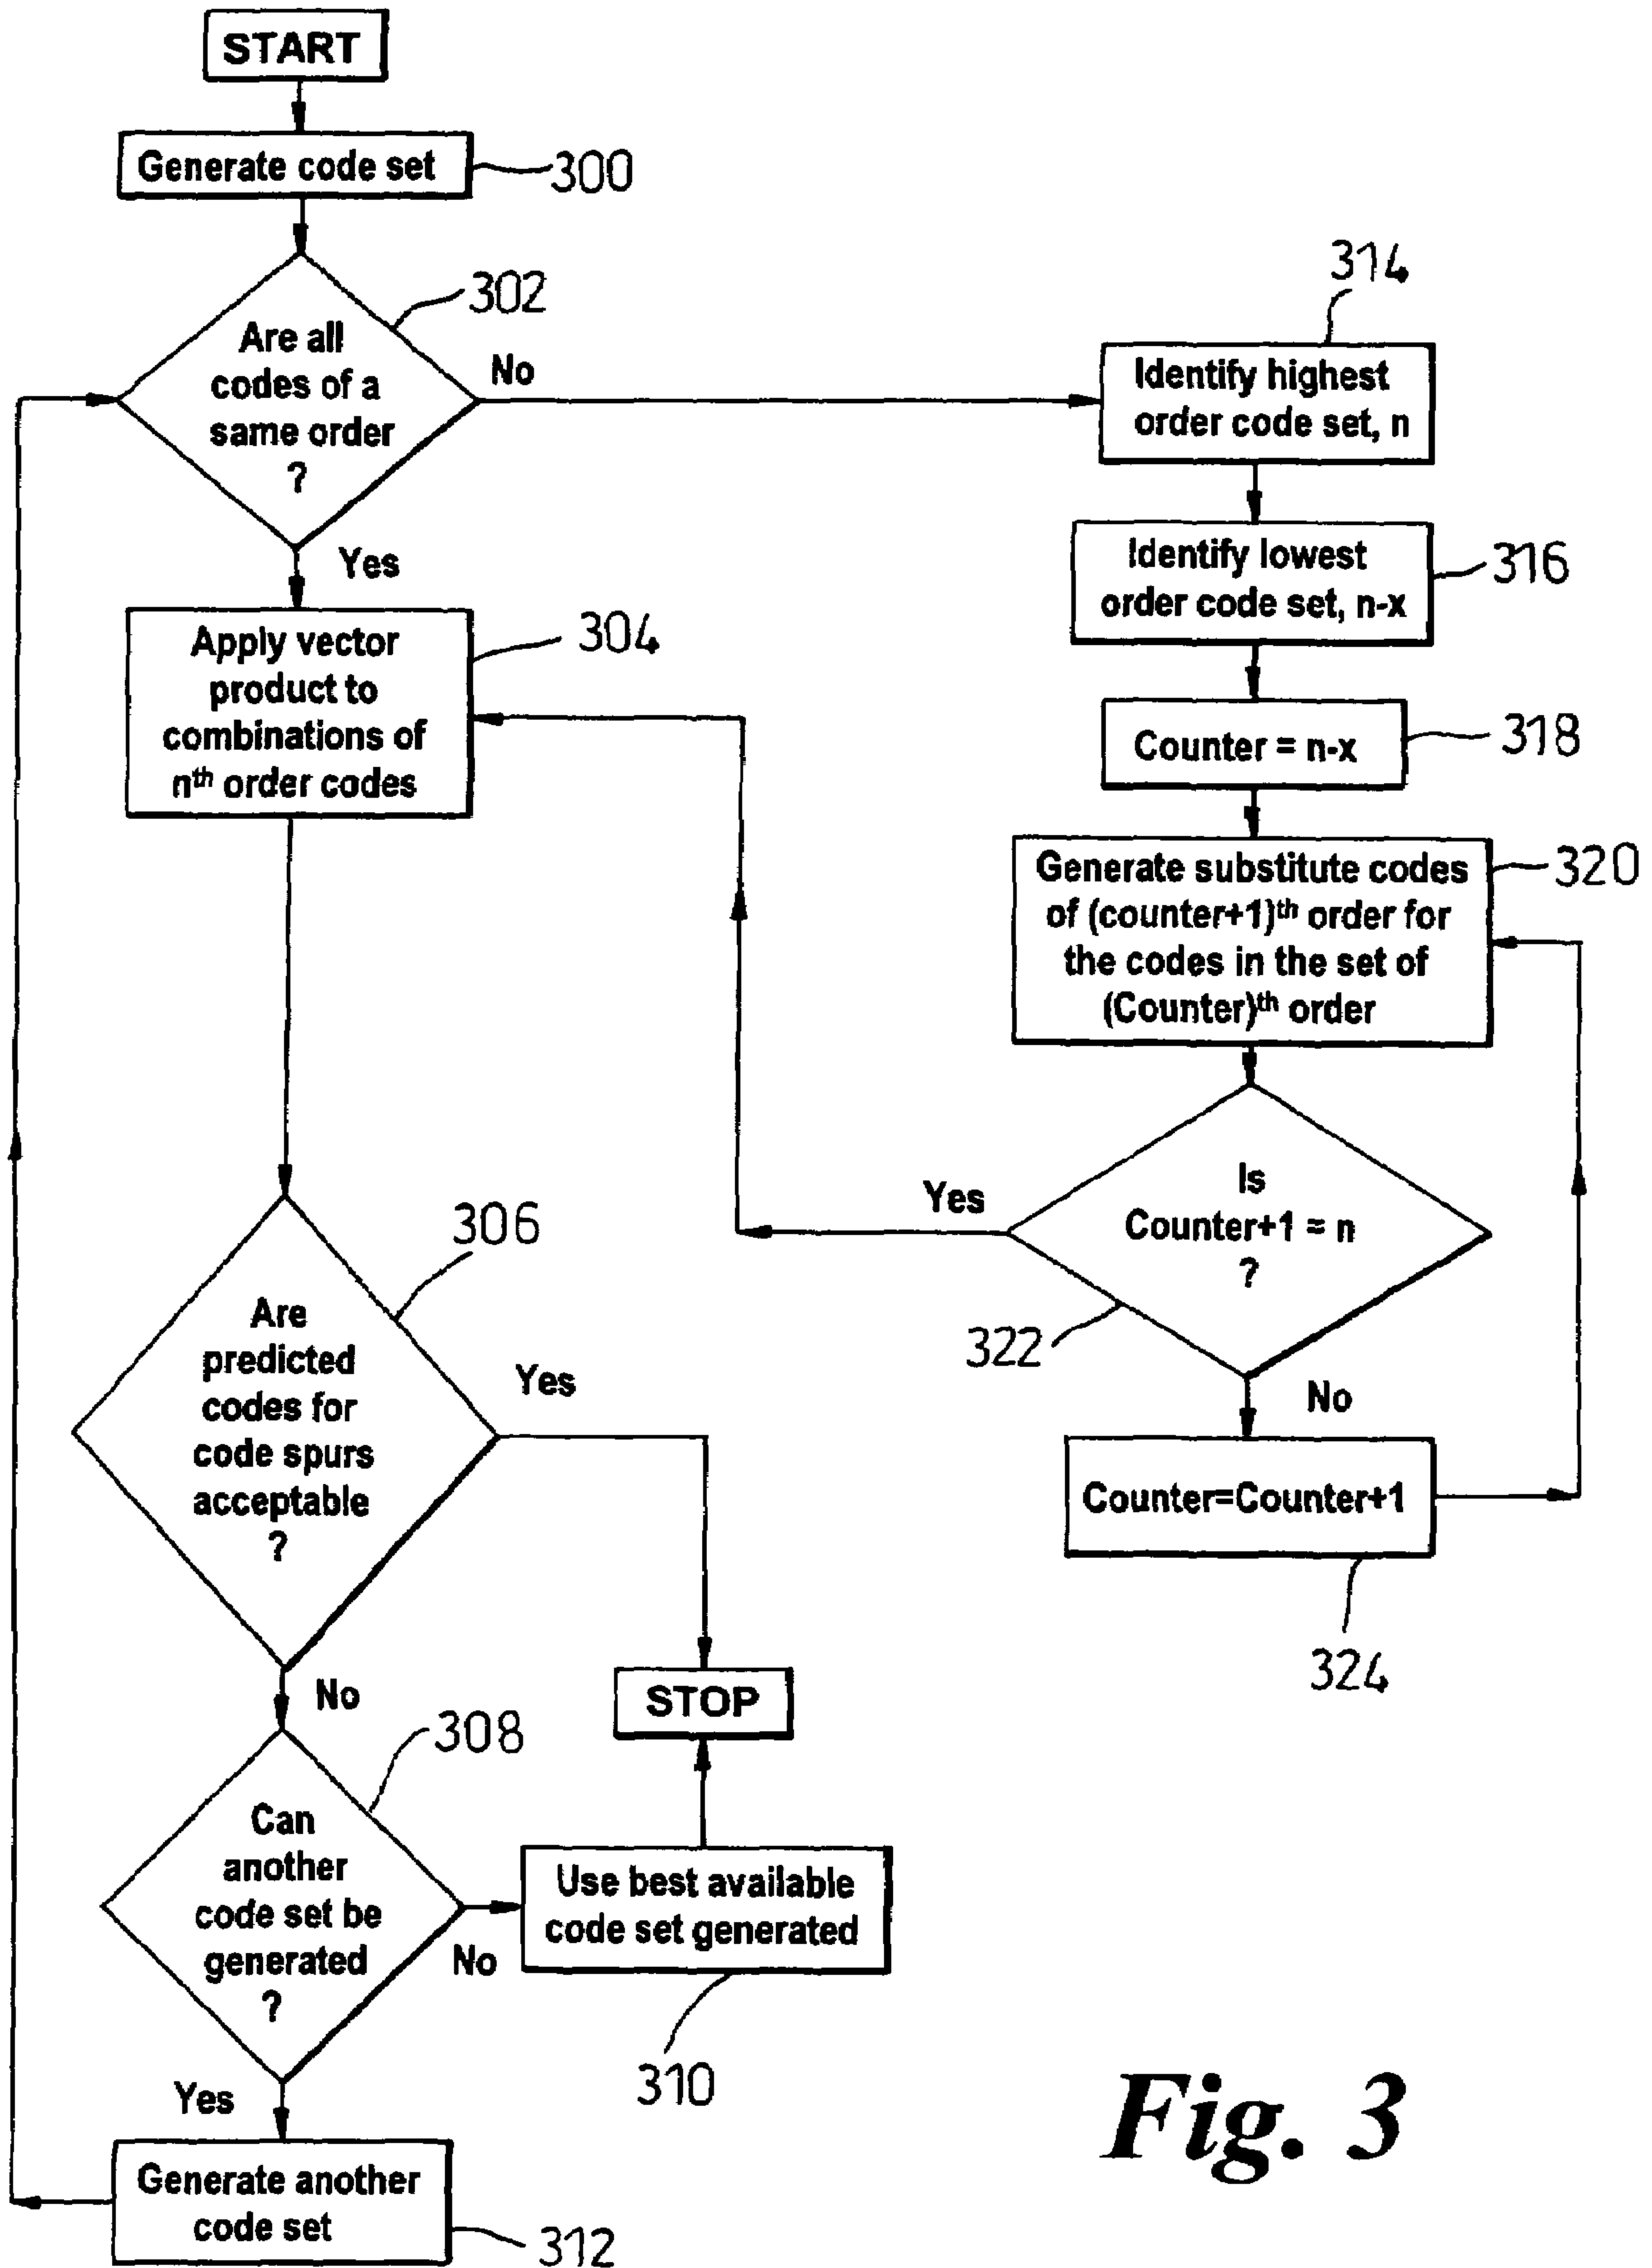 START
Generate code set
300
302
Are all
codes of a
same order
?
No
Yes
314
Identify highest
order code set, n
Identify lowest
order code set, n-x
316
Counter = n-x
318
Generate substitute codes
of (counter+1)th order for
the codes in the set of
(Counter)th order
320
Is
Counter+1 = n
?
322
Yes
No
Counter=Counter+1
324
Apply vector
product to
combinations of
nth order codes
304
306
Are
predicted
codes for
code spurs
acceptable
?
Yes
No
STOP
308
Can
another
code set be
generated
?
No
Use best available
code set generated
310
Yes
Generate another
code set
312
Fig. 3